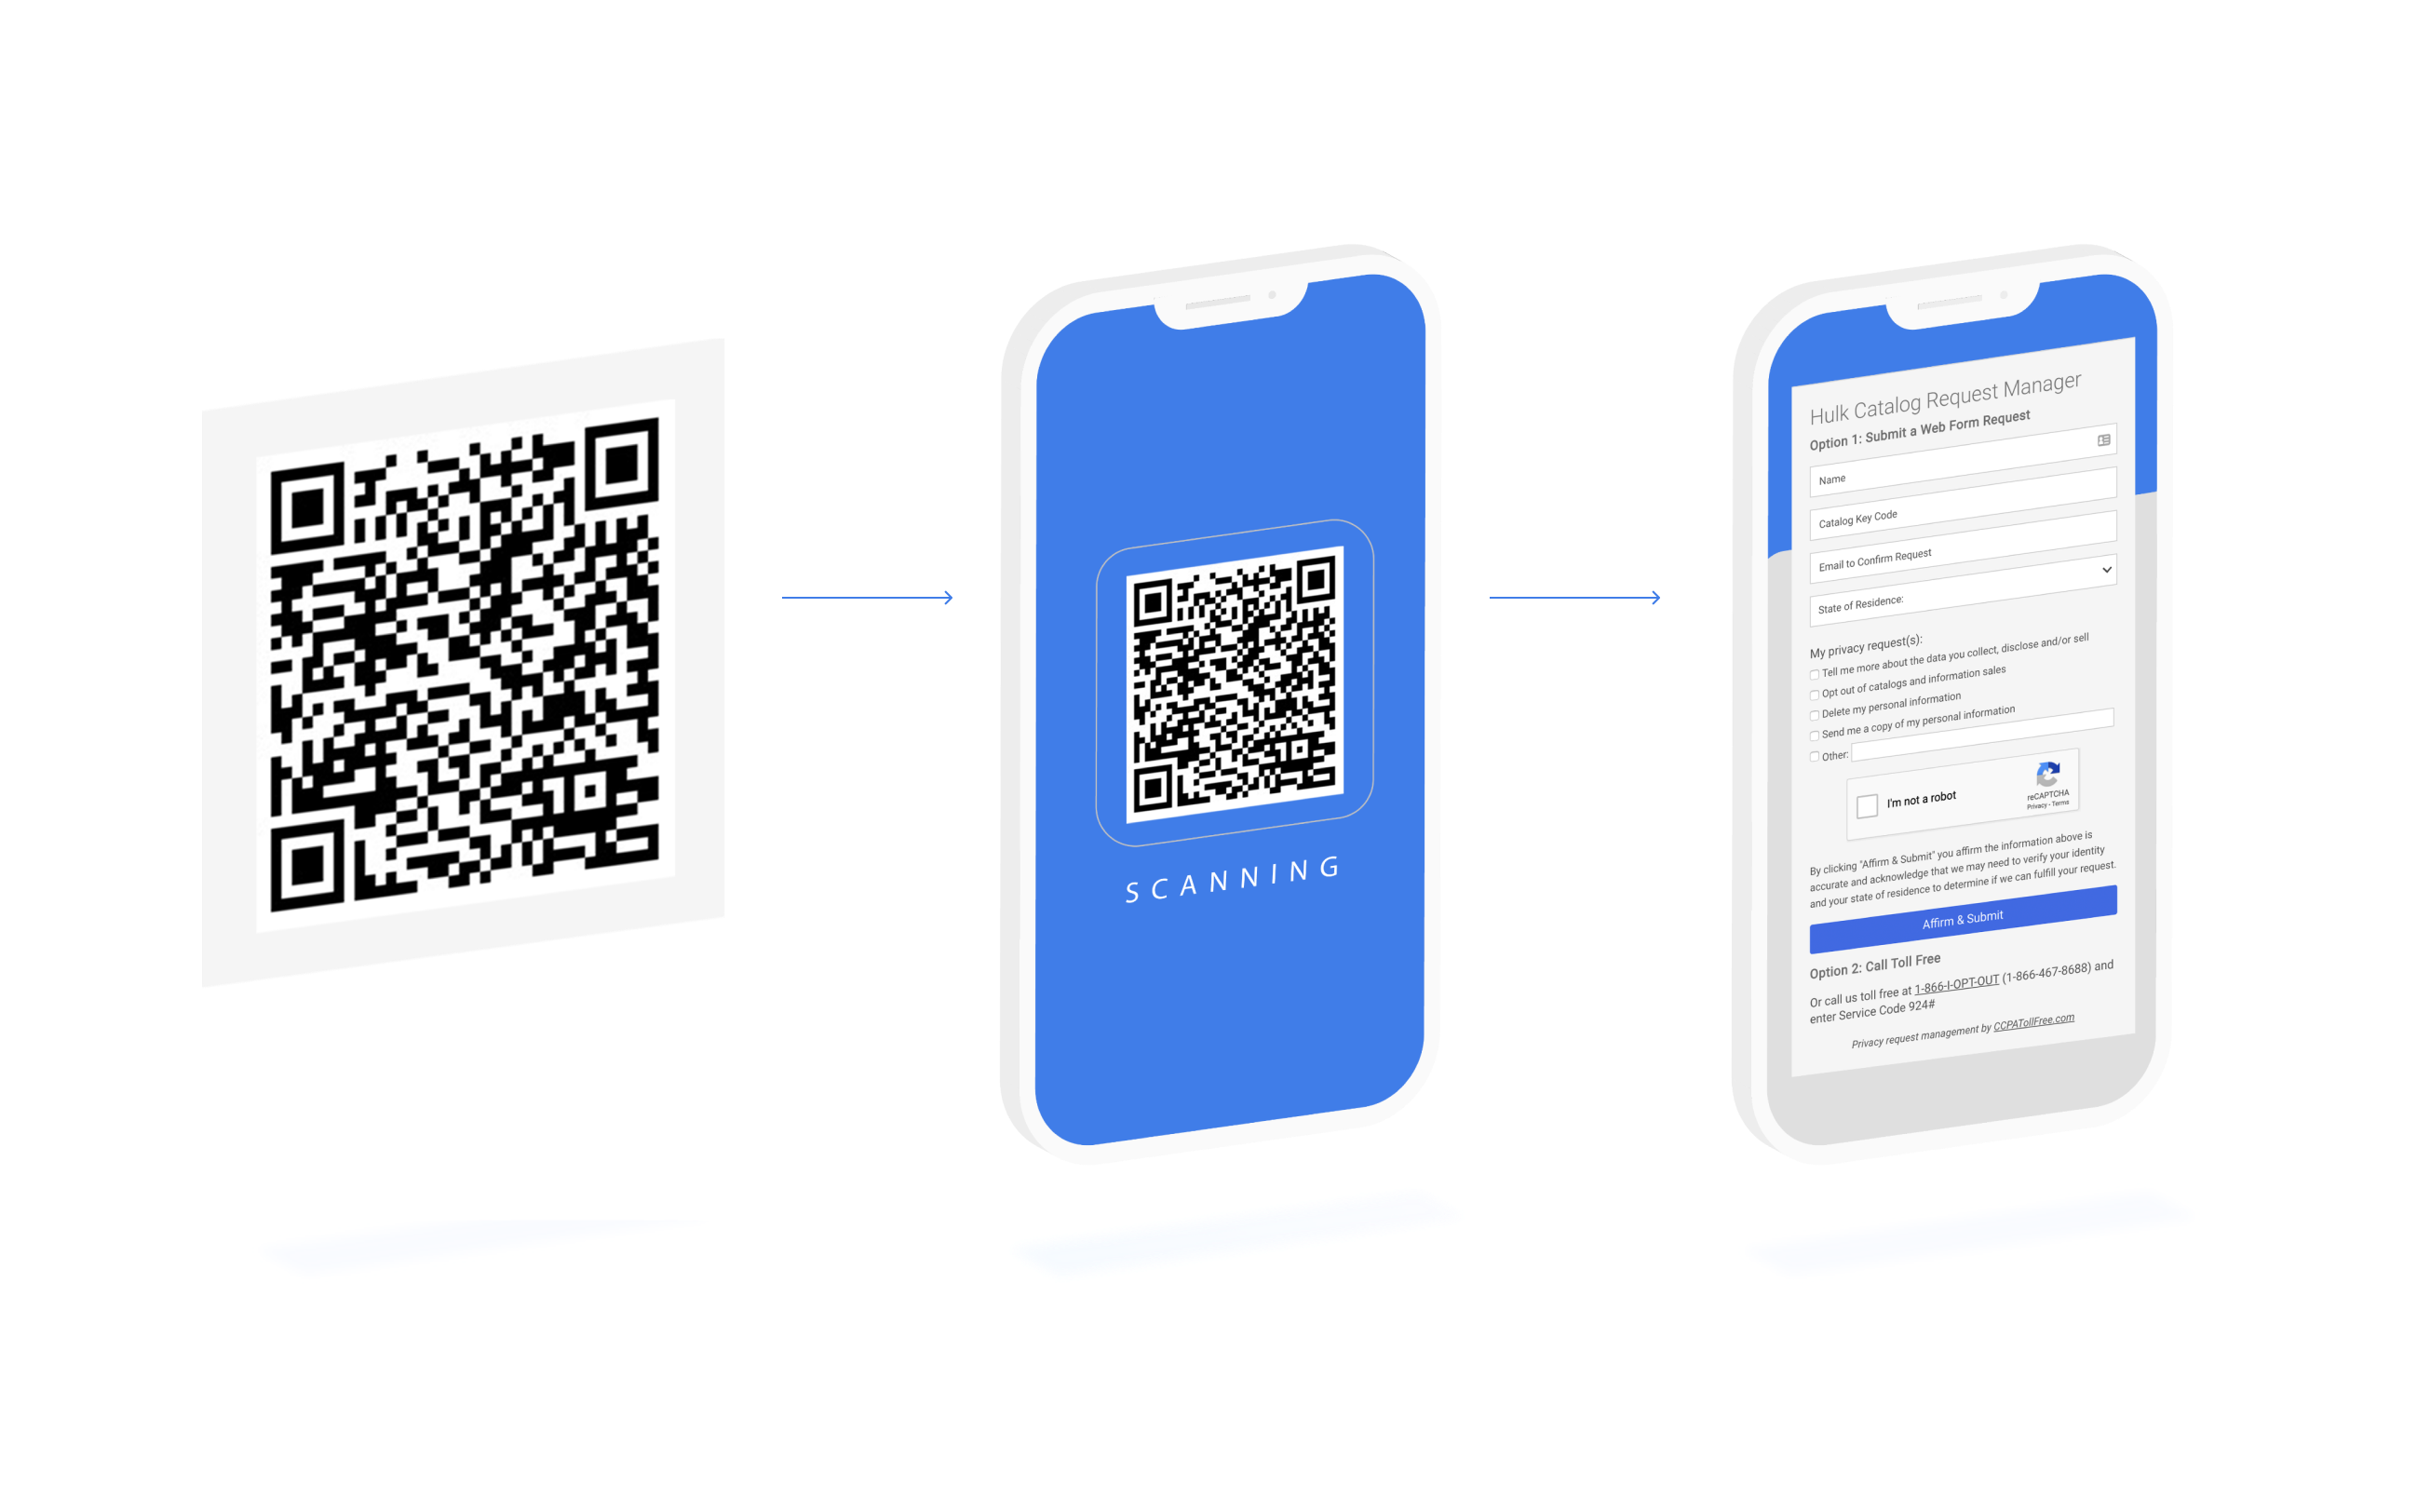 SCANNING
Hulk Catalog Request Manager
Option 1: Submit a Web Form Request
Name
Catalog Key Code
Email to Confirm Request
State of Residence:
My privacy request(s):
Tell me more about the data you collect, disclose and/or sell
Opt out of catalogs and information sales
Delete my personal information
Send me a copy of my personal information
Other:
I'm not a robot
reCAPTCHA
Privacy - Terms
By clicking "Affirm & Submit" you affirm the information above is
accurate and acknowledge that we may need to verify your identity
and your state of residence to determine if we can fulfill your request.
Affirm & Submit
Option 2: Call Toll Free
Or call us toll free at 1-866-I-OPT-OUT (1-866-467-8688) and
enter Service Code 924#
Privacy request management by CCPATollFree.com